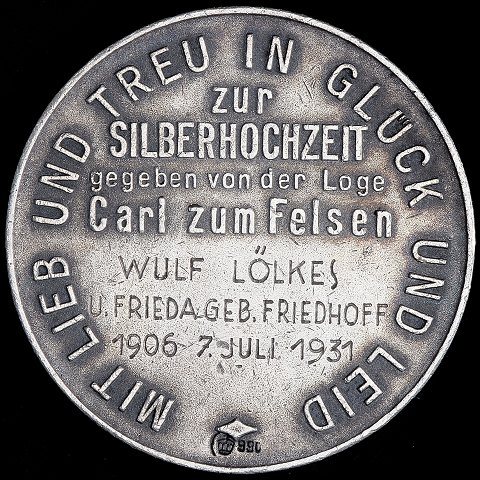 MIT LIEB UND TREU IN GLÜCK UND LEID
zur
SILBERHOCHZEIT
gegeben von der Loge
Carl zum Felsen
WULF LÖLKES
U. FRIEDA GEB. FRIEDHOFF
1906 7. JULI 1931
990